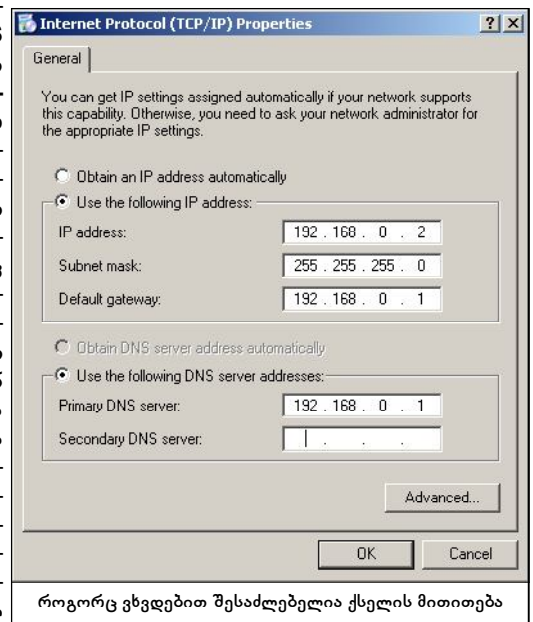 Internet Protocol (TCP/IP) Properties
General
You can get IP settings assigned automatically if your network supports
this capability. Otherwise, you need to ask your network administrator for
the appropriate IP settings.
Obtain an IP address automatically
Use the following IP address:
IP address: 192 . 168 . 0 . 2
Subnet mask: 255 . 255 . 255 . 0
Default gateway: 192 . 168 . 0 . 1
Obtain DNS server address automatically
Use the following DNS server addresses:
Primary DNS server: 192 . 168 . 0 . 1
Secondary DNS server: . . .
Advanced...
OK Cancel
როგორც ვხვდებით შესაძლებელია ქსელის მითითება